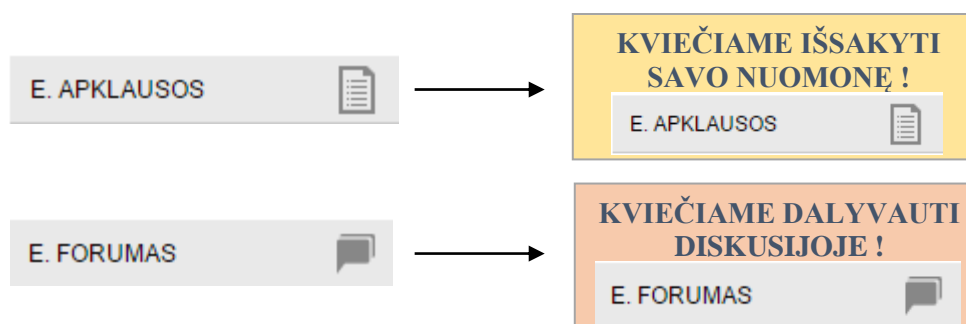 E. APKLAUSOS
KVIEČIAME IŠSAKYTI
SAVO NUOMONĘ !
E. APKLAUSOS
E. FORUMAS
KVIEČIAME DALYVAUTI
DISKUSIJOJE !
E. FORUMAS